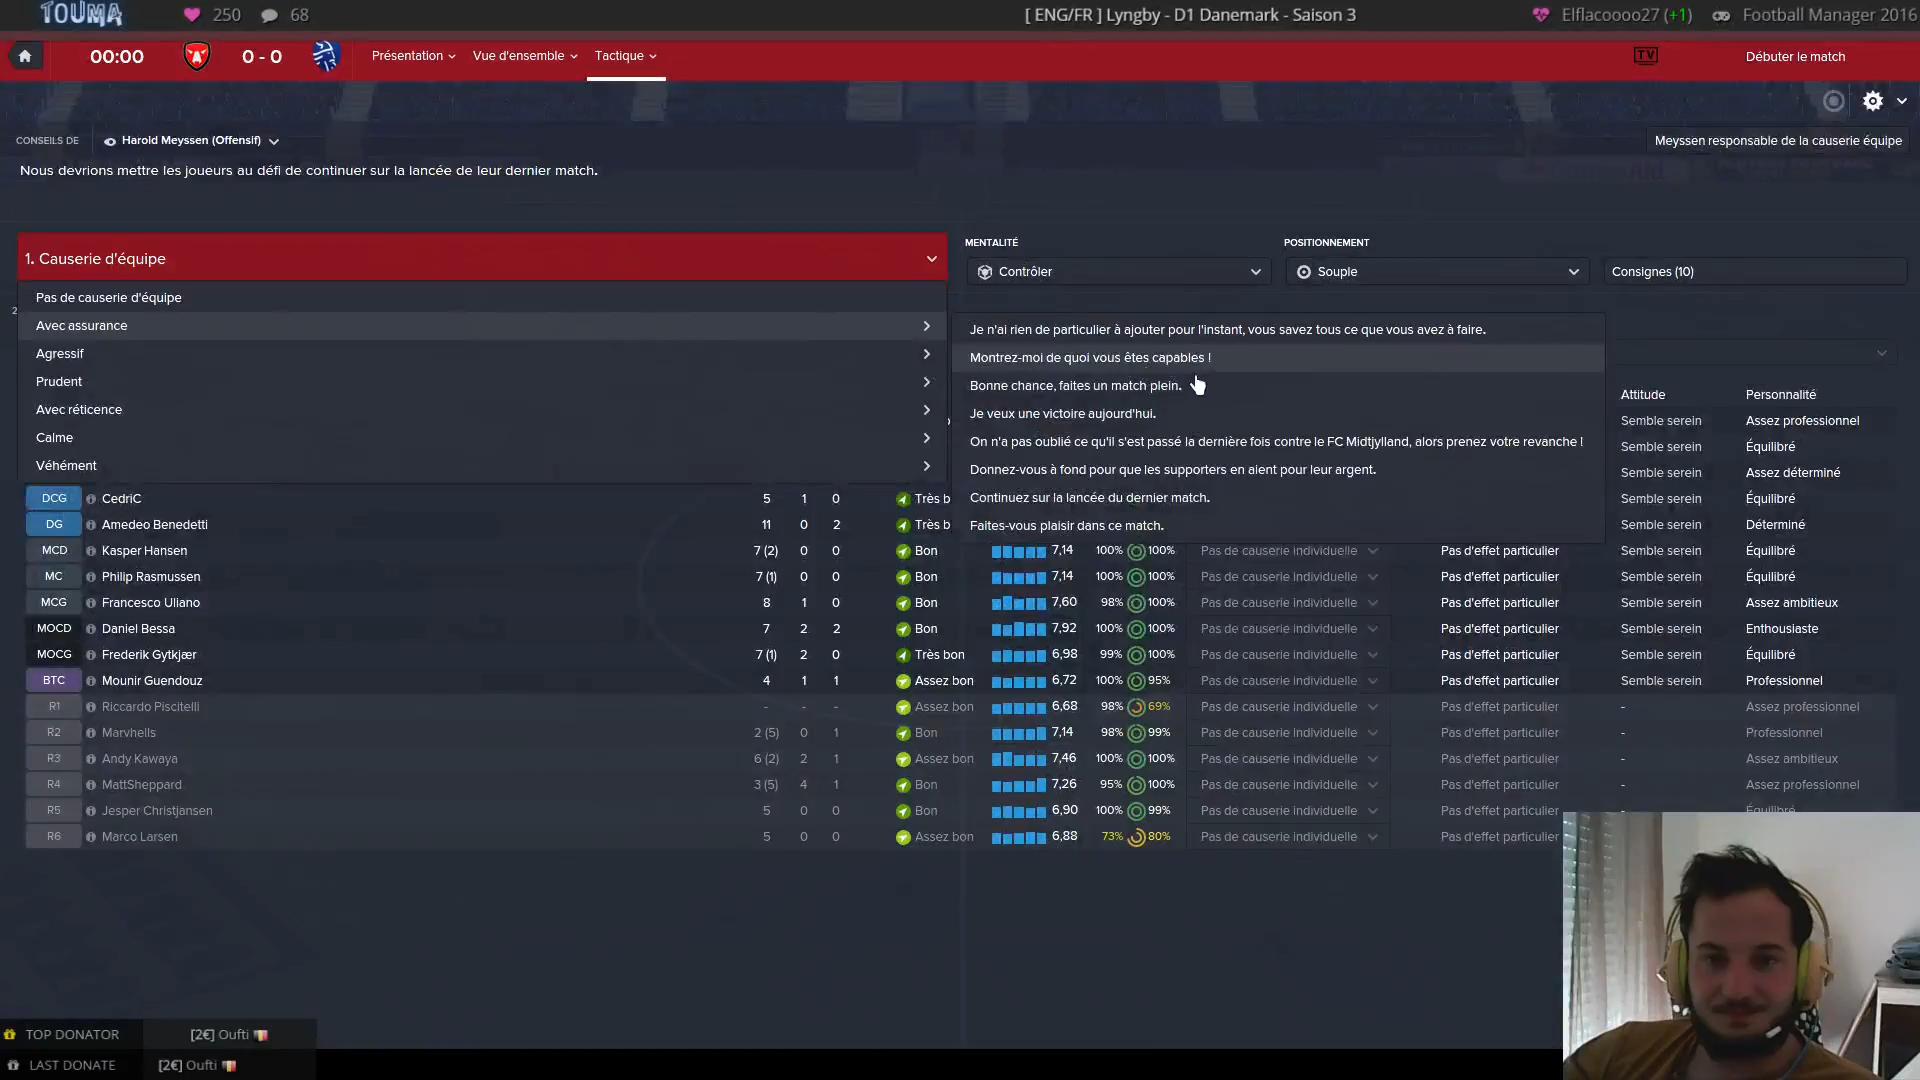 TOUMA
250
68
[ ENG/FR ] Lyngby - D1 Danemark - Saison 3
Elflacoooo27 (+1)
Football Manager 2016
00:00
0 - 0
Présentation
Vue d'ensemble
Tactique
TV
Débuter le match
CONSEILS DE
Harold Meyssen (Offensif)
Meyssen responsable de la causerie équipe
Nous devrions mettre les joueurs au défi de continuer sur la lancée de leur dernier match.
1. Causerie d'équipe
MENTALITÉ
POSITIONNEMENT
Contrôler
Souple
Consignes (10)
Pas de causerie d'équipe
Avec assurance
Agressif
Prudent
Avec réticence
Calme
Véhément
Je n'ai rien de particulier à ajouter pour l'instant, vous savez tous ce que vous avez à faire.
Montrez-moi de quoi vous êtes capables !
Bonne chance, faites un match plein.
Je veux une victoire aujourd'hui.
On n'a pas oublié ce qu'il s'est passé la dernière fois contre le FC Midtjylland, alors prenez votre revanche !
Donnez-vous à fond pour que les supporters en aient pour leur argent.
Continuez sur la lancée du dernier match.
Faites-vous plaisir dans ce match.
Attitude Personnalité
Semble serein Assez professionnel
Semble serein Équilibré
Semble serein Assez déterminé
DCG CedriC 5 1 0 Très b Semble serein Équilibré
DG Amedeo Benedetti 11 0 2 Très b Semble serein Déterminé
MCD Kasper Hansen 7 (2) 0 0 Bon 7,14 100% 100% Pas de causerie individuelle Pas d'effet particulier Semble serein Équilibré
MC Philip Rasmussen 7 (1) 0 0 Bon 7,14 100% 100% Pas de causerie individuelle Pas d'effet particulier Semble serein Équilibré
MCG Francesco Uliano 8 1 0 Bon 7,60 98% 100% Pas de causerie individuelle Pas d'effet particulier Semble serein Assez ambitieux
MOCD Daniel Bessa 7 2 2 Bon 7,92 100% 100% Pas de causerie individuelle Pas d'effet particulier Semble serein Enthousiaste
MOCG Frederik Gytkjær 7 (1) 2 0 Très bon 6,98 99% 100% Pas de causerie individuelle Pas d'effet particulier Semble serein Équilibré
BTC Mounir Guendouz 4 1 1 Assez bon 6,72 100% 95% Pas de causerie individuelle Pas d'effet particulier Semble serein Professionnel
R1 Riccardo Piscitelli - - - Assez bon 6,68 98% 69% Pas de causerie individuelle Pas d'effet particulier - Assez professionnel
R2 Marvhells 2 (5) 0 1 Bon 7,14 98% 99% Pas de causerie individuelle Pas d'effet particulier - Professionnel
R3 Andy Kawaya 6 (2) 2 1 Assez bon 7,46 100% 100% Pas de causerie individuelle Pas d'effet particulier - Assez ambitieux
R4 MattSheppard 3 (5) 4 1 Bon 7,26 95% 100% Pas de causerie individuelle Pas d'effet particulier - Assez professionnel
R5 Jesper Christjansen 5 0 0 Bon 6,90 100% 99% Pas de causerie individuelle Pas d'effet particulier - Équilibré
R6 Marco Larsen 5 0 0 Assez bon 6,88 73% 80% Pas de causerie individuelle Pas d'effet particulier
TOP DONATOR [2€] Oufti
LAST DONATE [2€] Oufti